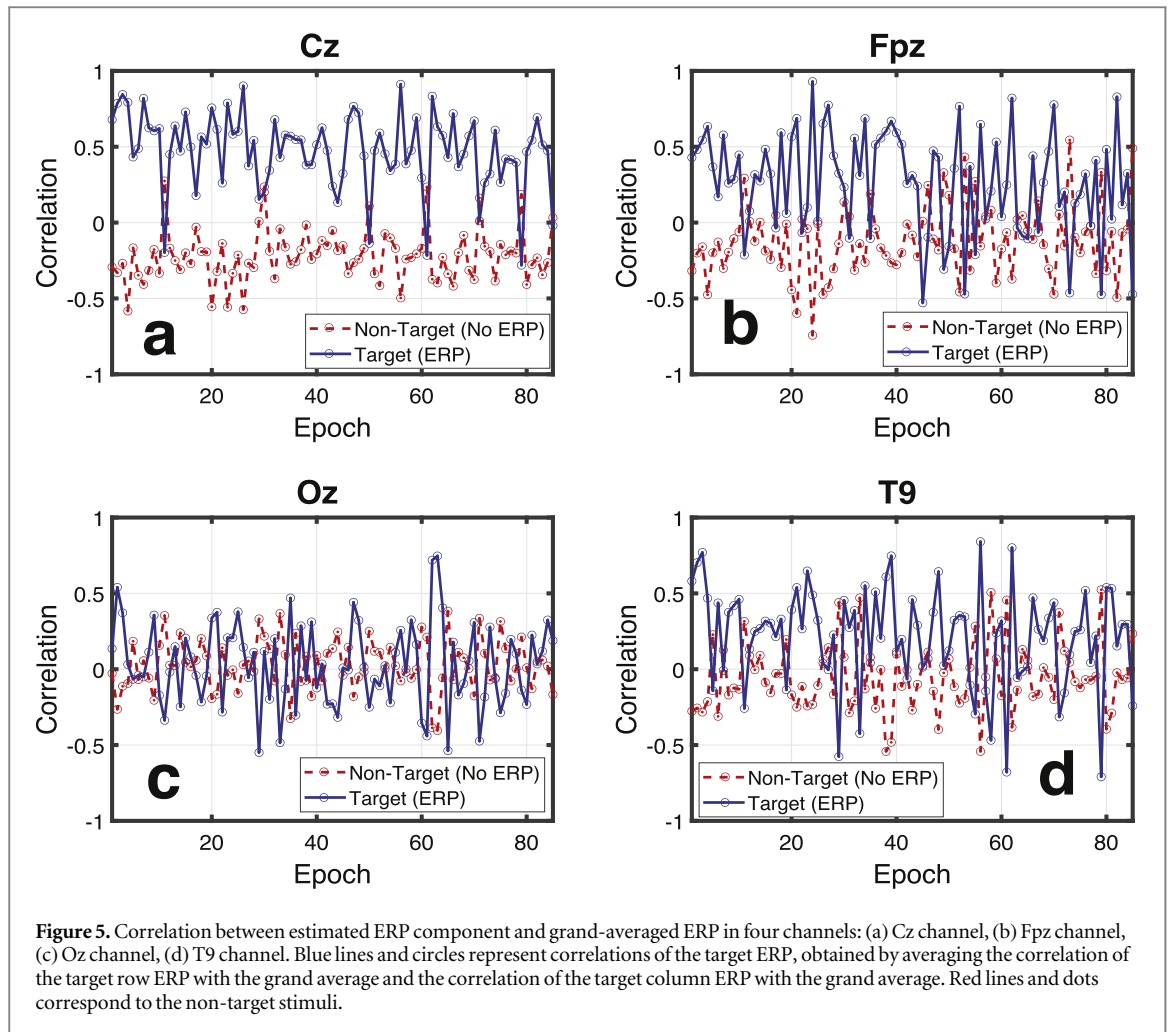 Cz
1
0.5
0
-0.5
-1
Correlation
20
40
60
80
Epoch
a
Non-Target (No ERP)
Target (ERP)
Fpz
1
0.5
0
-0.5
-1
Correlation
20
40
60
80
Epoch
b
Non-Target (No ERP)
Target (ERP)
Oz
1
0.5
0
-0.5
-1
Correlation
20
40
60
80
Epoch
c
Non-Target (No ERP)
Target (ERP)
T9
1
0.5
0
-0.5
-1
Correlation
20
40
60
80
Epoch
d
Non-Target (No ERP)
Target (ERP)
Figure 5. Correlation between estimated ERP component and grand-averaged ERP in four channels: (a) Cz channel, (b) Fpz channel,
(c) Oz channel, (d) T9 channel. Blue lines and circles represent correlations of the target ERP, obtained by averaging the correlation of
the target row ERP with the grand average and the correlation of the target column ERP with the grand average. Red lines and dots
correspond to the non-target stimuli.